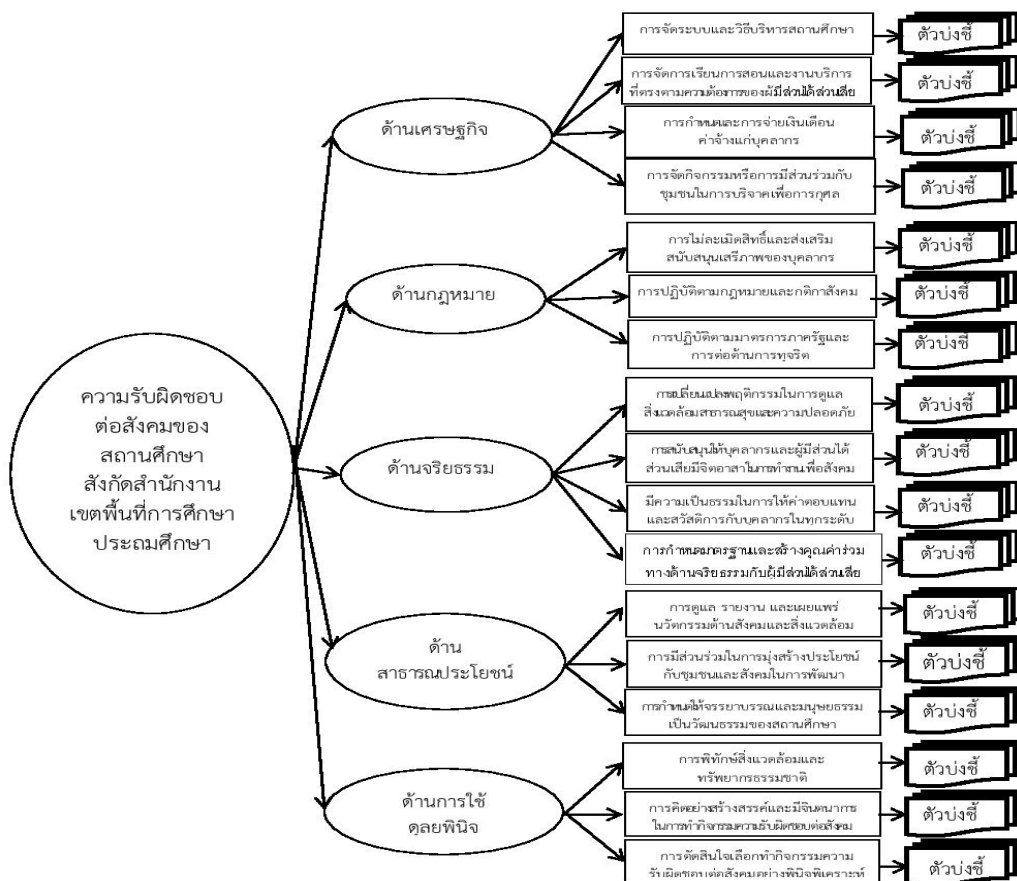 ความรับผิดชอบ
ต่อสังคมของ
สถานศึกษา
สังกัดสำนักงาน
เขตพื้นที่การศึกษา
ประถมศึกษา
ด้านเศรษฐกิจ
การจัดระบบและวิธีบริหารสถานศึกษา
ตัวบ่งชี้
การจัดการเรียนการสอนและงานบริการ
ที่ตรงตามความต้องการของผู้มีส่วนได้ส่วนเสีย
ตัวบ่งชี้
การกำหนดและการจ่ายเงินเดือน
ค่าจ้างแก่บุคลากร
ตัวบ่งชี้
การจัดกิจกรรมหรือการมีส่วนร่วมกับ
ชุมชนในการบริจาคเพื่อการกุศล
ตัวบ่งชี้
ด้านกฎหมาย
การไม่ละเมิดสิทธิ์และส่งเสริม
สนับสนุนเสรีภาพของบุคลากร
ตัวบ่งชี้
การปฏิบัติตามกฎหมายและกติกาสังคม
ตัวบ่งชี้
การปฏิบัติตามมาตรการภาครัฐและ
การต่อต้านการทุจริต
ตัวบ่งชี้
ด้านจริยธรรม
การเปลี่ยนแปลงพฤติกรรมในการดูแล
สิ่งแวดล้อมสาธารณสุขและความปลอดภัย
ตัวบ่งชี้
การสนับสนุนให้บุคลากรและผู้มีส่วนได้
ส่วนเสียมีจิตอาสาในการทำงานเพื่อสังคม
ตัวบ่งชี้
มีความเป็นธรรมในการให้ค่าตอบแทน
และสวัสดิการกับบุคลากรในทุกระดับ
ตัวบ่งชี้
การกำหนดมาตรฐานและสร้างคุณค่าร่วม
ทางด้านจริยธรรมกับผู้มีส่วนได้ส่วนเสีย
ตัวบ่งชี้
ด้าน
สาธารณประโยชน์
การดูแล รายงาน และเผยแพร่
นวัตกรรมด้านสังคมและสิ่งแวดล้อม
ตัวบ่งชี้
การมีส่วนร่วมในการมุ่งสร้างประโยชน์
กับชุมชนและสังคมในการพัฒนา
ตัวบ่งชี้
การกำหนดให้จรรยาบรรณและมนุษยธรรม
เป็นวัฒนธรรมของสถานศึกษา
ตัวบ่งชี้
ด้านการใช้
ดุลยพินิจ
การพิทักษ์สิ่งแวดล้อมและ
ทรัพยากรธรรมชาติ
ตัวบ่งชี้
การคิดอย่างสร้างสรรค์และมีจินตนาการ
ในการทำกิจกรรมความรับผิดชอบต่อสังคม
ตัวบ่งชี้
การตัดสินใจเลือกทำกิจกรรมความ
รับผิดชอบต่อสังคมอย่างพินิจพิเคราะห์
ตัวบ่งชี้